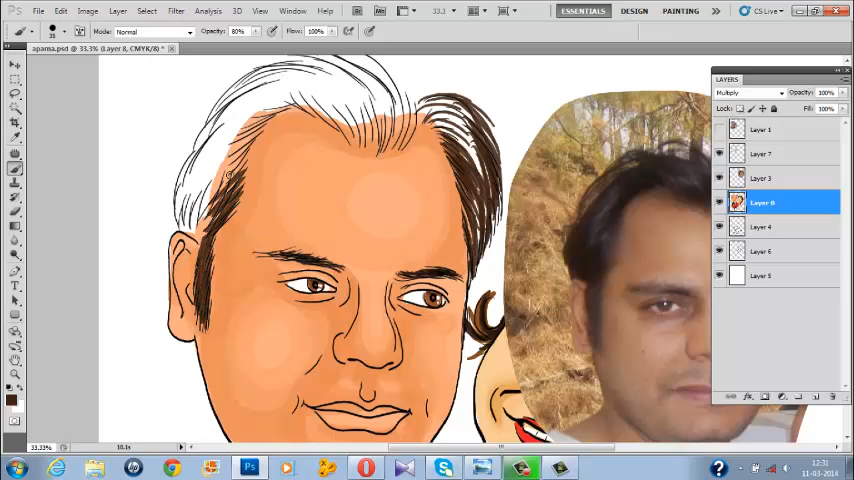 Ps File Edit Image Layer Select Filter Analysis 3D View Window Help Br Mb 33.3 ESSENTIALS DESIGN PAINTING CS Live
Mode: Normal Opacity: 80% Flow: 100%
apama.psd @ 33.3% (Layer 8, CMYK/8) *
LAYERS
Multiply Opacity: 100%
Lock: Fill: 100%
Layer 1
Layer 7
Layer 3
Layer 8
Layer 4
Layer 6
Layer 5
33.33% 10.1s
12:31
11-03-2014